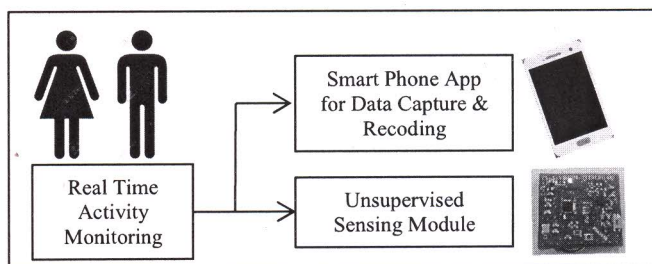 Smart Phone App
for Data Capture &
Recoding
Real Time
Activity
Monitoring
Unsupervised
Sensing Module